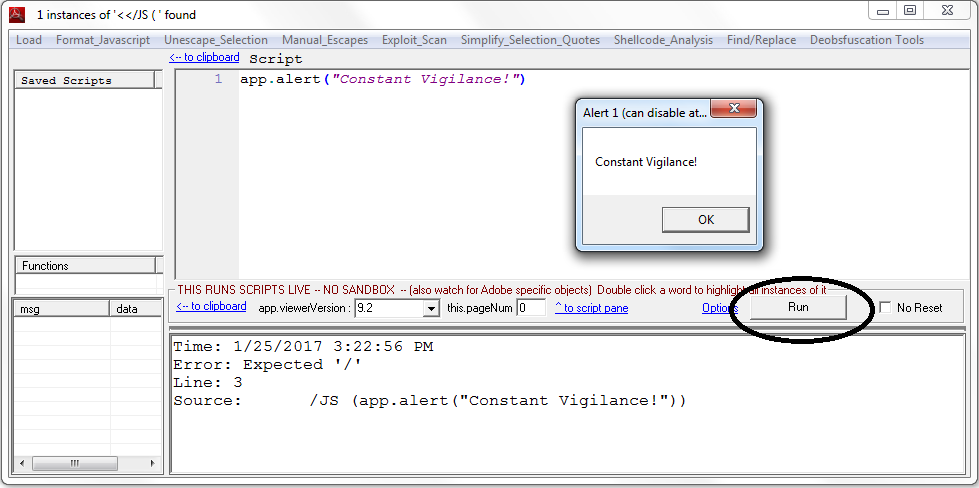 1 instances of '<</JS ( ' found
Load Format_Javascript Unescape_Selection Manual_Escapes Exploit_Scan Simplify_Selection_Quotes Shellcode_Analysis Find/Replace Deobsfuscation Tools
<-- to clipboard Script
Saved Scripts
1 app.alert("Constant Vigilance!")
Alert 1 (can disable at...
Constant Vigilance!
OK
Functions
THIS RUNS SCRIPTS LIVE -- NO SANDBOX -- (also watch for Adobe specific objects) Double click a word to highlight all instances of it
<-- to clipboard app.viewerVersion : 9.2 this.pageNum 0 ^ to script pane Options Run No Reset
msg data
Time: 1/25/2017 3:22:56 PM
Error: Expected '/'
Line: 3
Source: /JS (app.alert("Constant Vigilance!"))